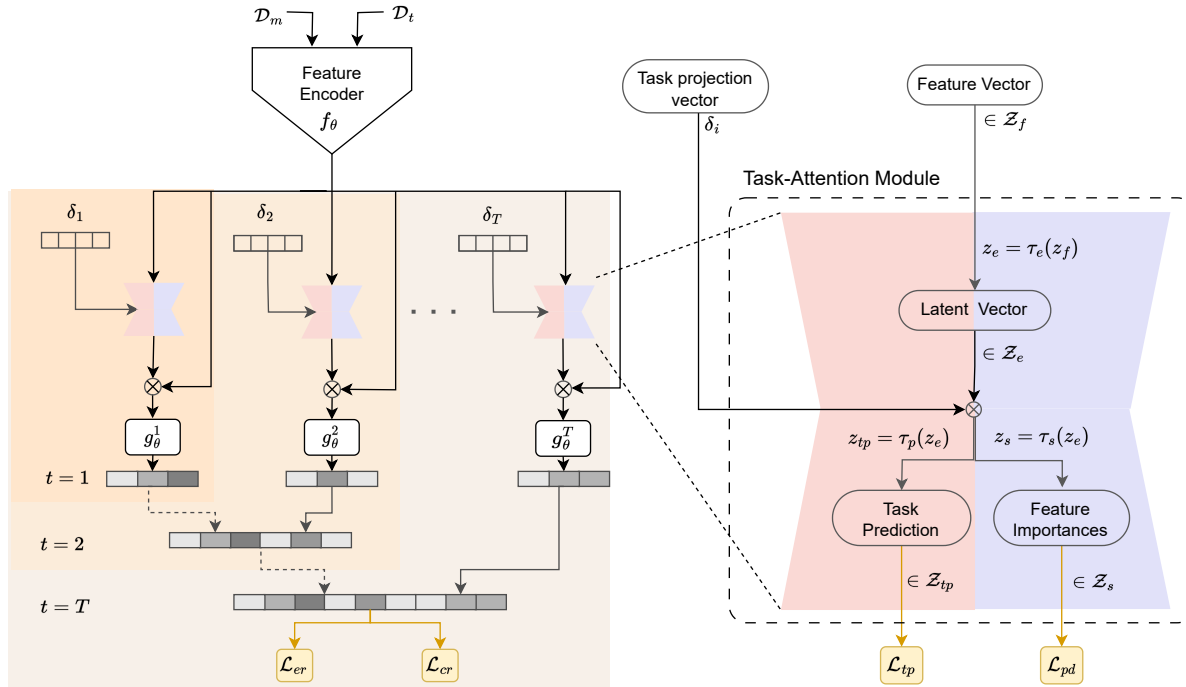 𝒟_m
𝒟_t
Feature
Encoder
f_θ
δ_1
δ_2
δ_T
. . .
g_θ^1
g_θ^2
g_θ^T
t = 1
t = 2
t = T
ℒ_er
ℒ_cr
Task projection
vector
δ_i
Feature Vector
∈ 𝒵_f
Task-Attention Module
z_e = τ_e(z_f)
Latent Vector
∈ 𝒵_e
z_tp = τ_p(z_e)
z_s = τ_s(z_e)
Task
Prediction
Feature
Importances
∈ 𝒵_tp
∈ 𝒵_s
ℒ_tp
ℒ_pd